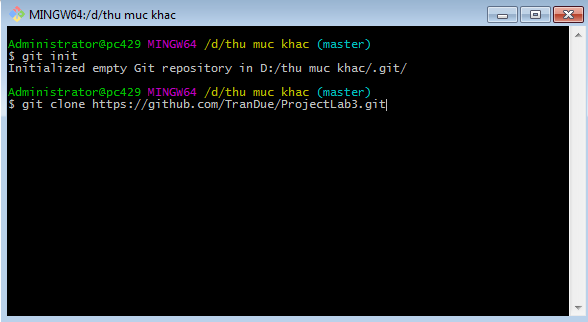 MINGW64:/d/thu muc khac
Administrator@pc429 MINGW64 /d/thu muc khac (master)
$ git init
Initialized empty Git repository in D:/thu muc khac/.git/
Administrator@pc429 MINGW64 /d/thu muc khac (master)
$ git clone https://github.com/TranDue/ProjectLab3.git